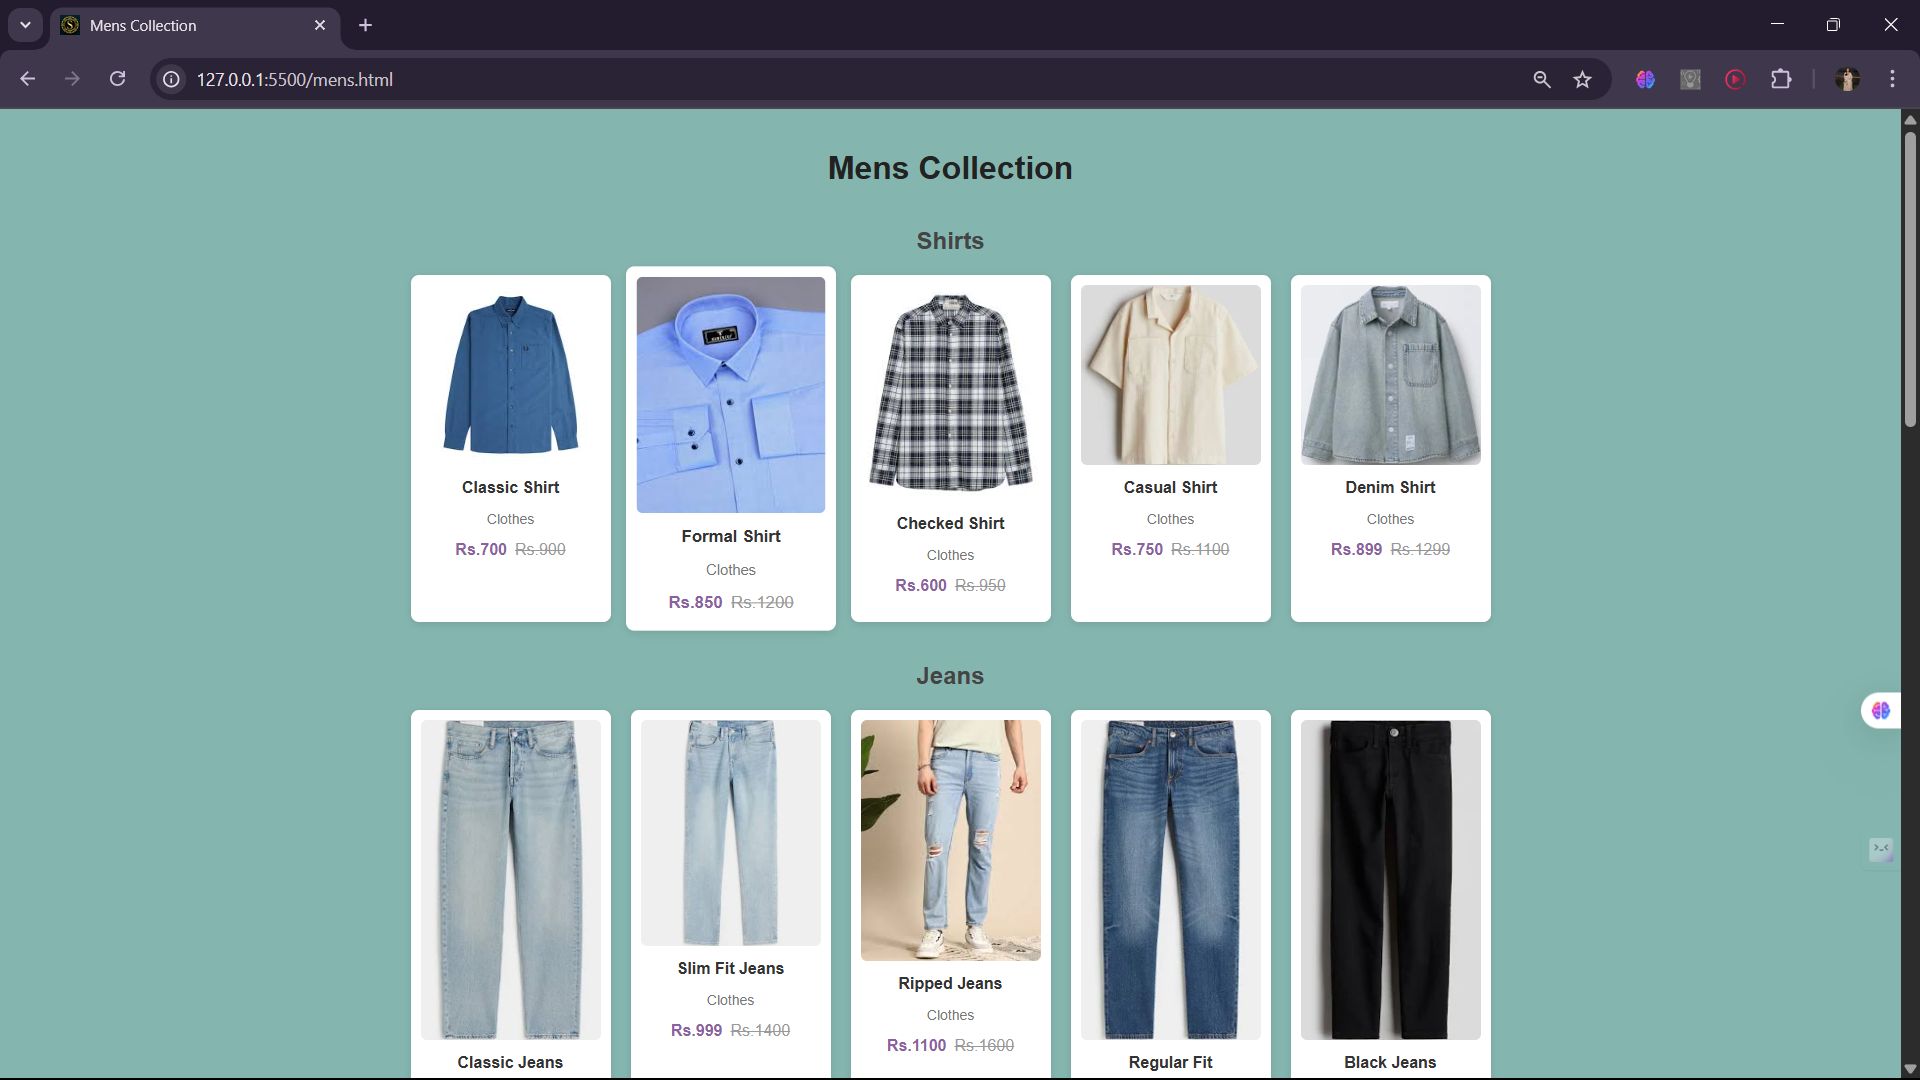 Mens Collection
127.0.0.1:5500/mens.html
Mens Collection
Shirts
Classic Shirt
Clothes
Rs.700 Rs.900
Formal Shirt
Clothes
Rs.850 Rs.1200
Checked Shirt
Clothes
Rs.600 Rs.950
Casual Shirt
Clothes
Rs.750 Rs.1100
Denim Shirt
Clothes
Rs.899 Rs.1299
Jeans
Classic Jeans
Slim Fit Jeans
Clothes
Rs.999 Rs.1400
Ripped Jeans
Clothes
Rs.1100 Rs.1600
Regular Fit
Black Jeans